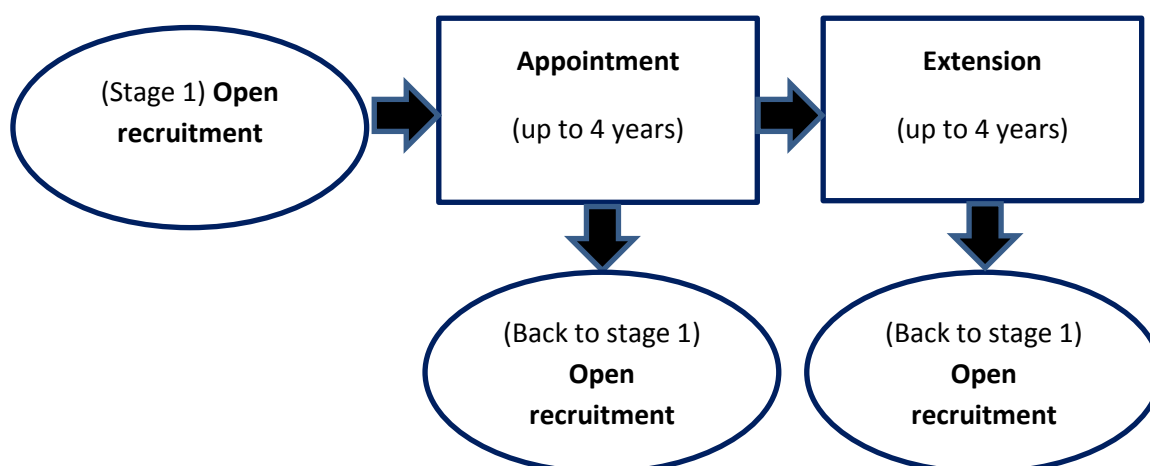 (Stage 1) Open
recruitment
Appointment
(up to 4 years)
Extension
(up to 4 years)
(Back to stage 1)
Open
recruitment
(Back to stage 1)
Open
recruitment